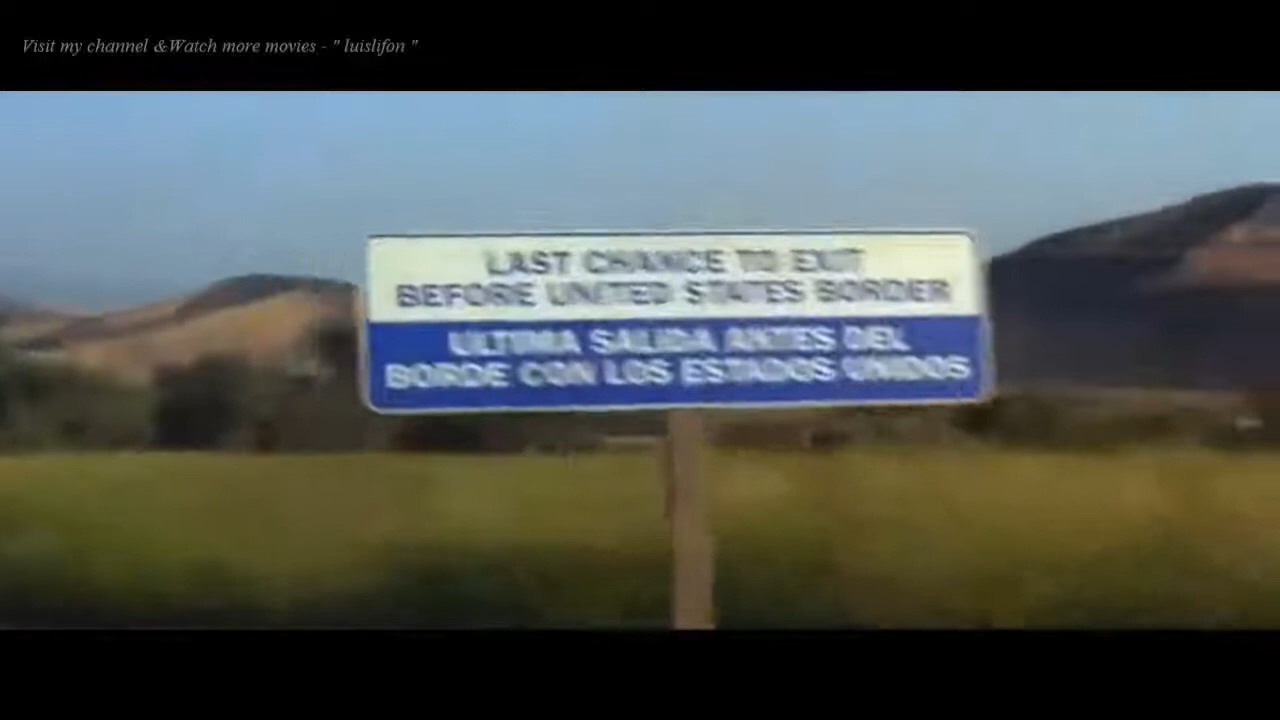 Visit my channel &Watch more movies - " luislifon "
LAST CHANCE TO EXIT
BEFORE UNITED STATES BORDER
ULTIMA SALIDA ANTES DEL
BORDE CON LOS ESTADOS UNIDOS